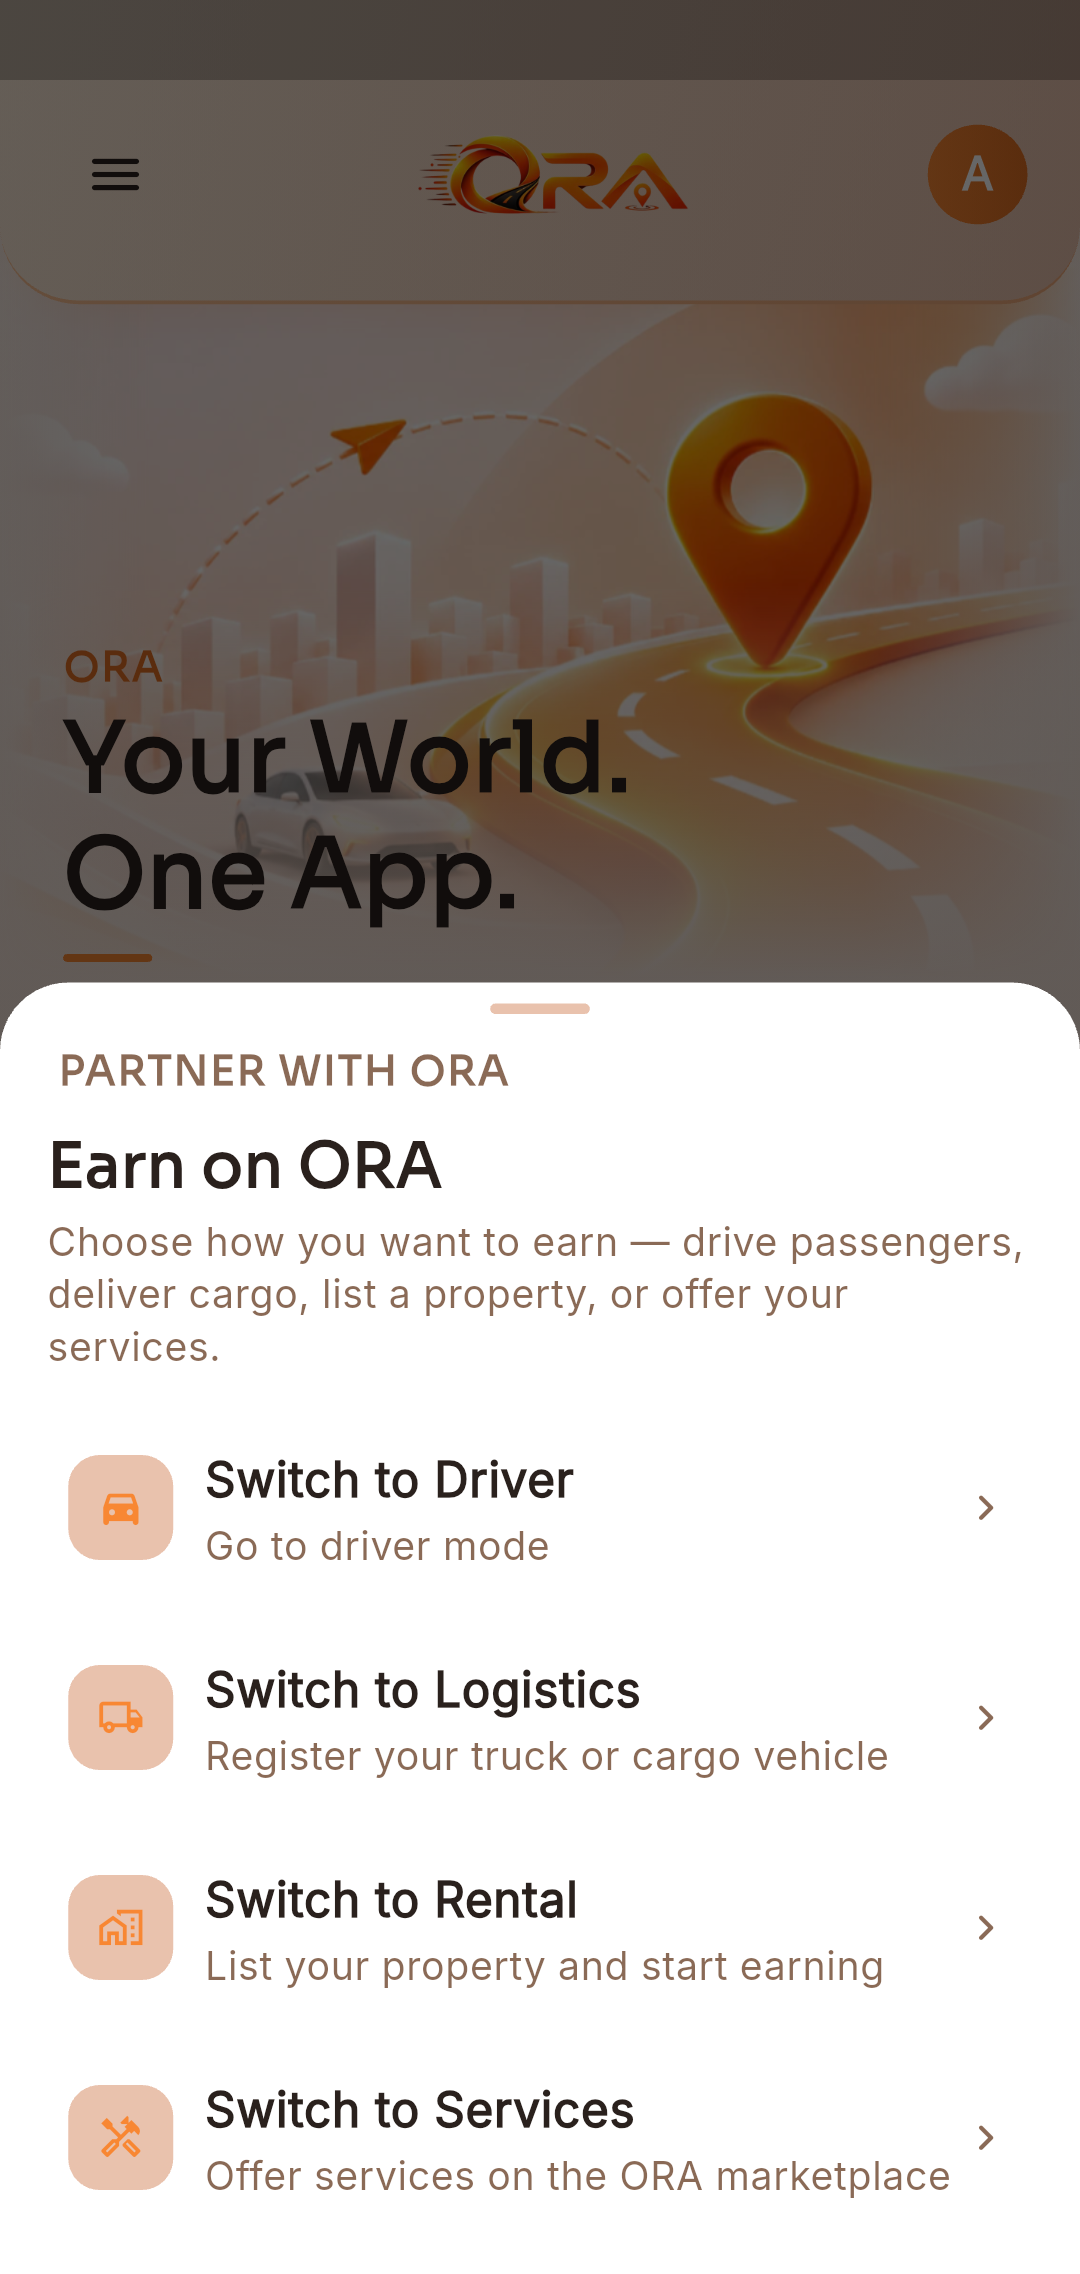 ORA
A
ORA
Your World.
One App.
PARTNER WITH ORA
Earn on ORA
Choose how you want to earn — drive passengers,
deliver cargo, list a property, or offer your
services.
Switch to Driver
Go to driver mode
Switch to Logistics
Register your truck or cargo vehicle
Switch to Rental
List your property and start earning
Switch to Services
Offer services on the ORA marketplace